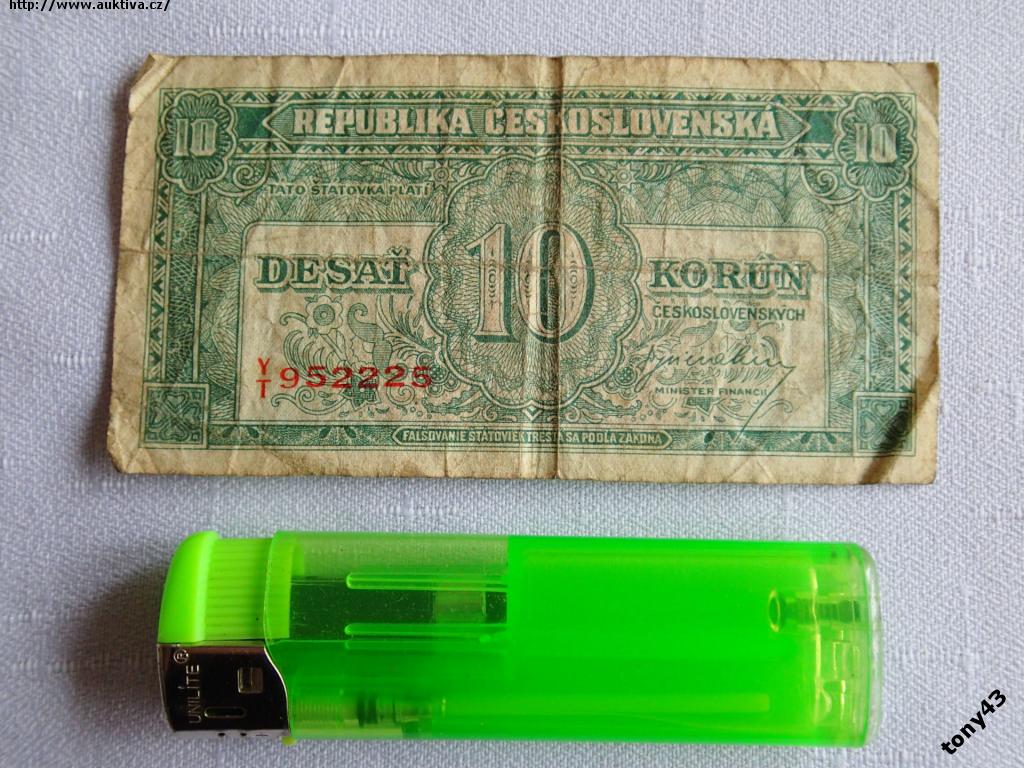 http://www.auktiva.cz/
10 REPUBLIKA ČESKOSLOVENSKÁ 10
TATO ŠTÁTOVKA PLATÍ
DESAŤ 10 KORÚN
ČESKOSLOVENSKÝCH
Y/T 952225
MINISTER FINANCIÍ
FALŠOVANIE ŠTÁTOVIEK TRESTÁ SA PODĽA ZÁKONA
UNILITE®
tony43